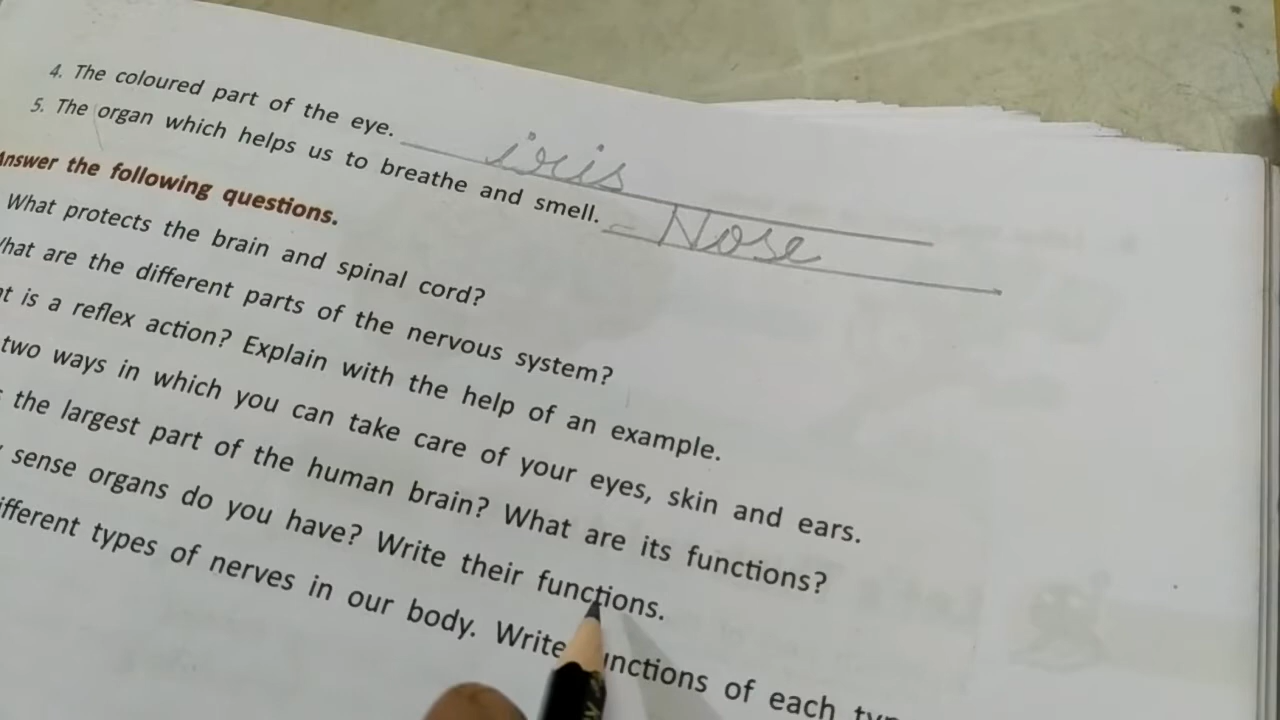 4. The coloured part of the eye. iris
5. The organ which helps us to breathe and smell. - Nose
Answer the following questions.
What protects the brain and spinal cord?
What are the different parts of the nervous system?
is a reflex action? Explain with the help of an example.
two ways in which you can take care of your eyes, skin and ears.
the largest part of the human brain? What are its functions?
sense organs do you have? Write their functions.
different types of nerves in our body. Write functions of each